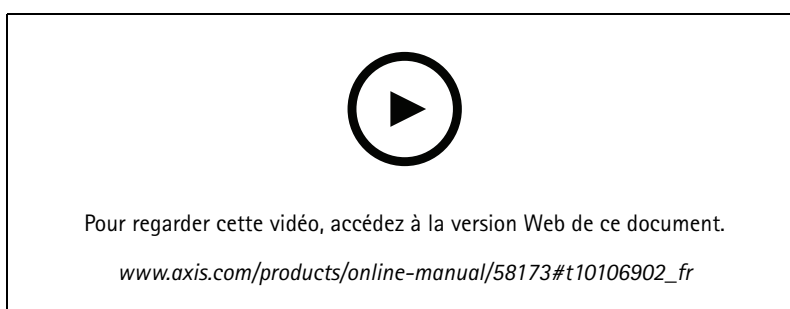 Pour regarder cette vidéo, accédez à la version Web de ce document.
www.axis.com/products/online-manual/58173#t10106902_fr